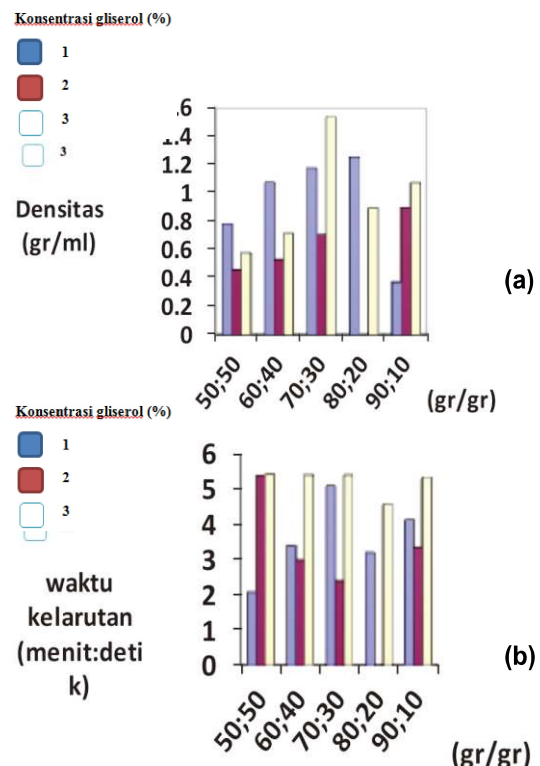 Konsentrasi gliserol (%)
1
2
3
3
Densitas
(gr/ml)
1.2
1
0.8
0.6
0.4
0.2
0
50;50
60;40
70;30
80;20
90;10
(gr/gr)
(a)
Konsentrasi gliserol (%)
1
2
3
waktu
kelarutan
(menit:deti
k)
6
5
4
3
2
1
0
50;50
60;40
70;30
80;20
90;10
(gr/gr)
(b)